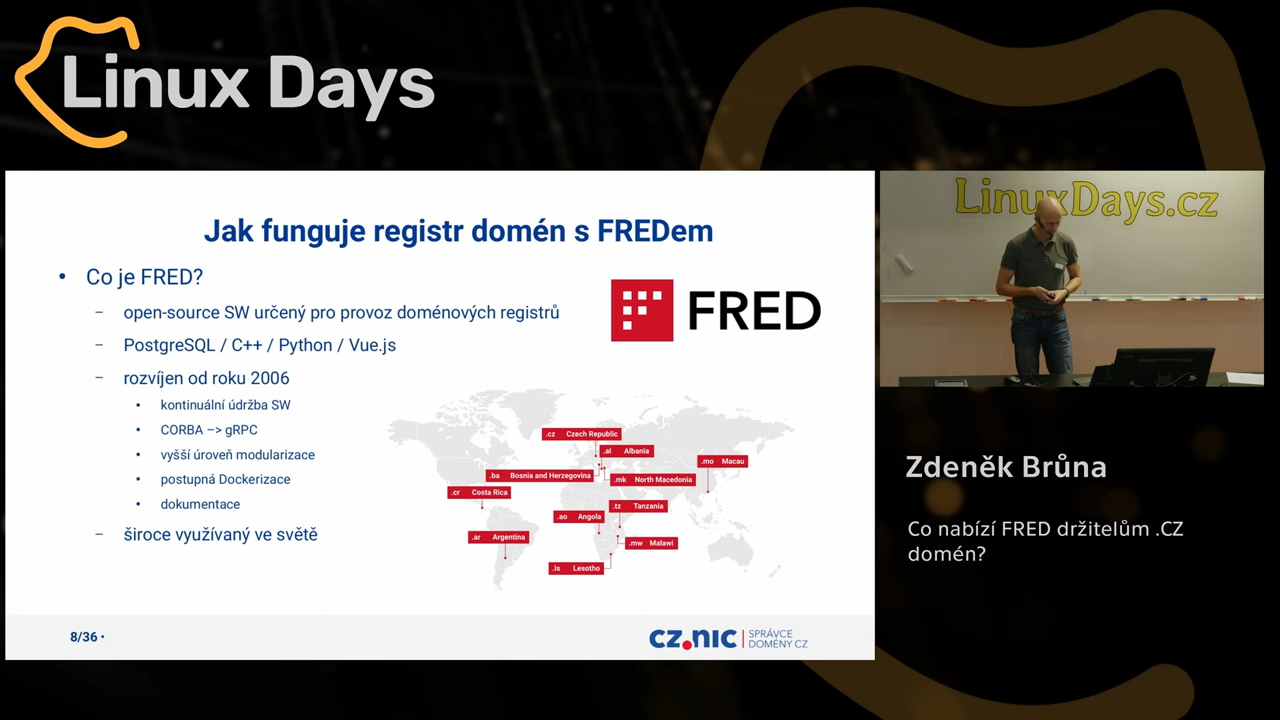 Linux Days
Jak funguje registr domén s FREDem
• Co je FRED?
– open-source SW určený pro provoz doménových registrů
– PostgreSQL / C++ / Python / Vue.js
– rozvíjen od roku 2006
• kontinuální údržba SW
• CORBA –> gRPC
• vyšší úroveň modularizace
• postupná Dockerizace
• dokumentace
– široce využívaný ve světě
FRED
.cz Czech Republic
.al Albania
.mo Macau
.ba Bosnia and Herzegovina
.mk North Macedonia
.cr Costa Rica
.tz Tanzania
.ao Angola
.ar Argentina
.mw Malawi
.ls Lesotho
8/36 •
cz.nic
SPRÁVCE
DOMÉNY CZ
LinuxDays.cz
Zdeněk Brůna
Co nabízí FRED držitelům .CZ
domén?